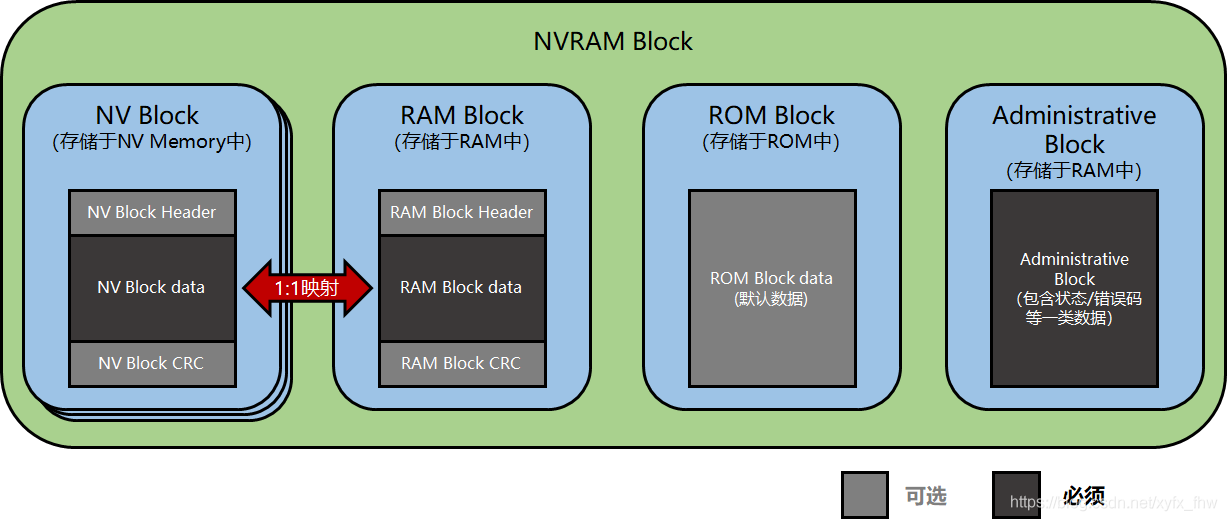 NVRAM Block
NV Block
(存储于NV Memory中)
NV Block Header
NV Block data
NV Block CRC
1:1映射
RAM Block
(存储于RAM中)
RAM Block Header
RAM Block data
RAM Block CRC
ROM Block
(存储于ROM中)
ROM Block data
(默认数据)
Administrative
Block
(存储于RAM中)
Administrative
Block
(包含状态/错误码
等一类数据)
可选
必须
https://blog.csdn.net/xyfx_fhw